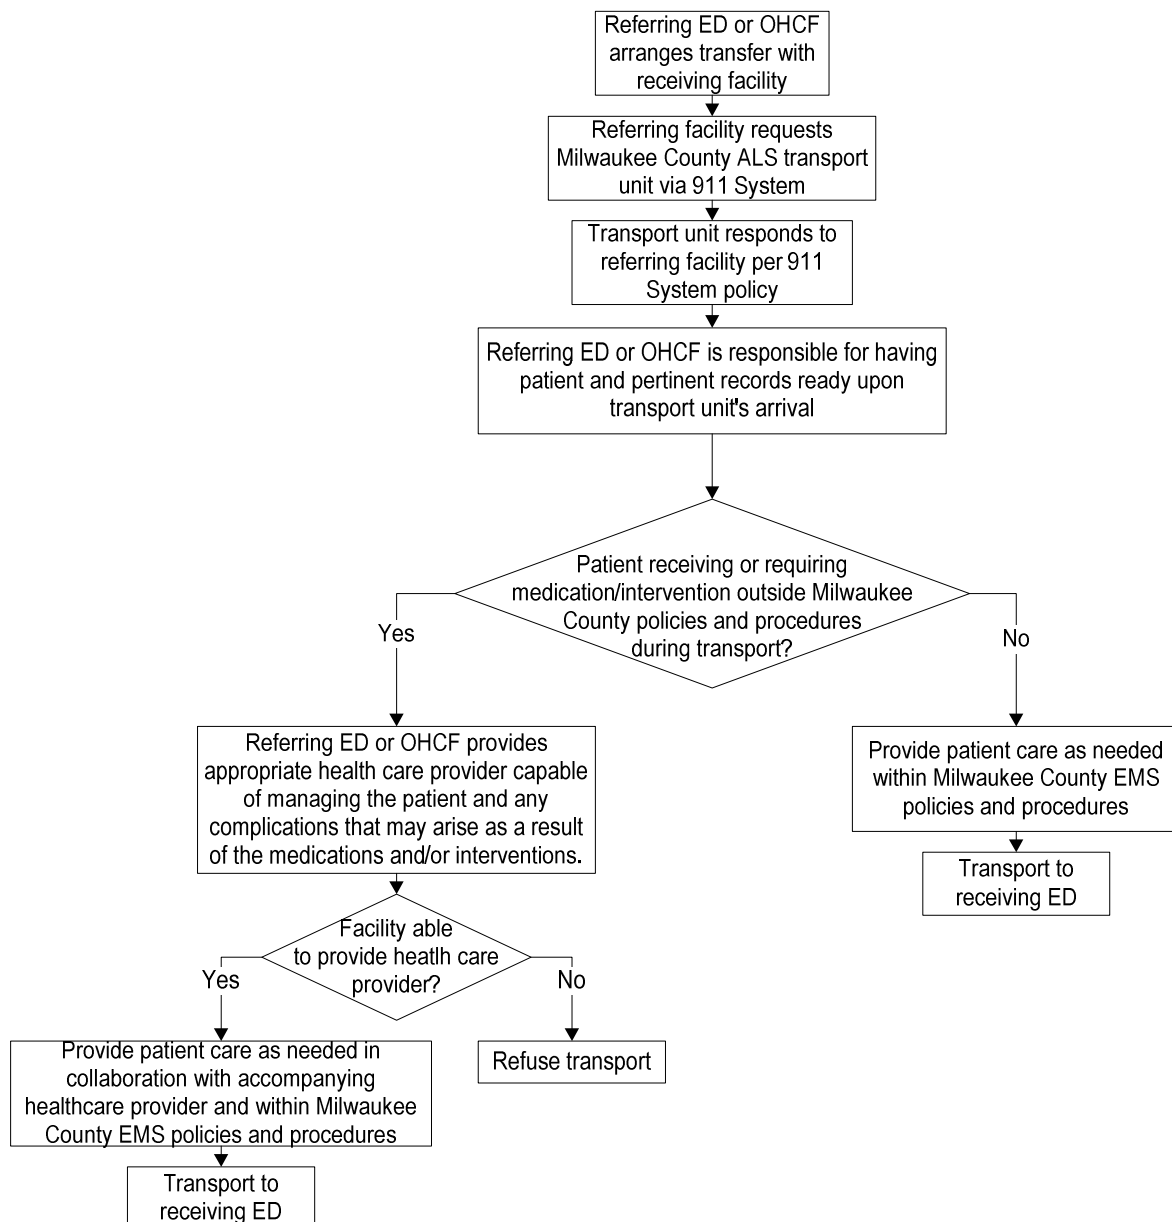 Referring ED or OHCF
arranges transfer with
receiving facility
Referring facility requests
Milwaukee County ALS transport
unit via 911 System
Transport unit responds to
referring facility per 911
System policy
Referring ED or OHCF is responsible for having
patient and pertinent records ready upon
transport unit's arrival
Patient receiving or requiring
medication/intervention outside Milwaukee
County policies and procedures
during transport?
Yes
No
Referring ED or OHCF provides
appropriate health care provider capable
of managing the patient and any
complications that may arise as a result
of the medications and/or interventions.
Provide patient care as needed
within Milwaukee County EMS
policies and procedures
Transport to
receiving ED
Facility able
to provide heatlh care
provider?
Yes
No
Provide patient care as needed in
collaboration with accompanying
healthcare provider and within Milwaukee
County EMS policies and procedures
Refuse transport
Transport to
receiving ED